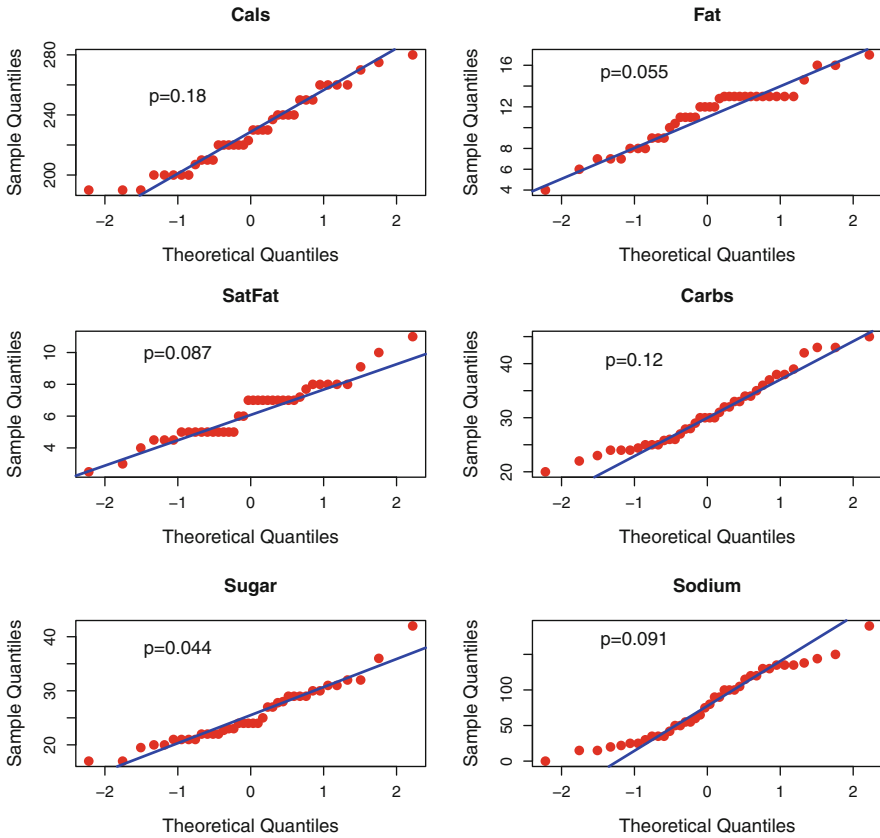 Cals
Sample Quantiles
200 240 280
p=0.18
−2 −1 0 1 2
Theoretical Quantiles
Fat
Sample Quantiles
4 6 8 12 16
p=0.055
−2 −1 0 1 2
Theoretical Quantiles
SatFat
Sample Quantiles
4 6 8 10
p=0.087
−2 −1 0 1 2
Theoretical Quantiles
Carbs
Sample Quantiles
20 30 40
p=0.12
−2 −1 0 1 2
Theoretical Quantiles
Sugar
Sample Quantiles
20 30 40
p=0.044
−2 −1 0 1 2
Theoretical Quantiles
Sodium
Sample Quantiles
0 50 100
p=0.091
−2 −1 0 1 2
Theoretical Quantiles